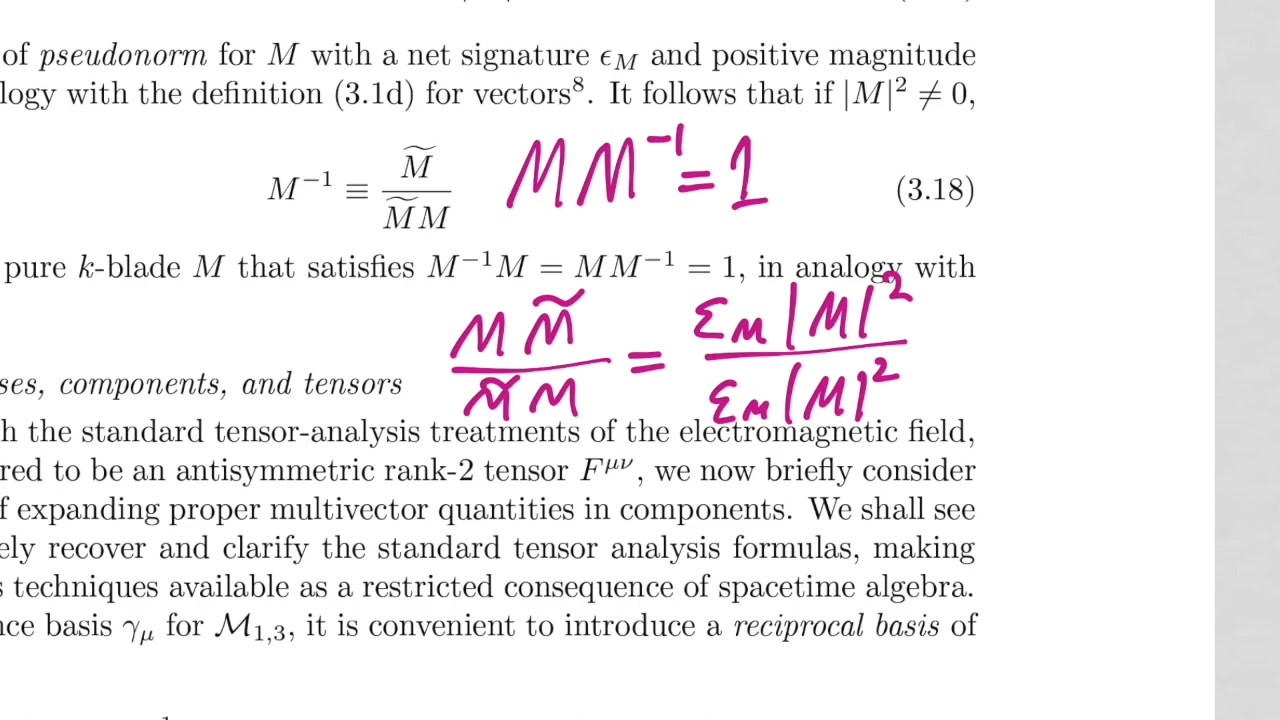 of pseudonorm for M with a net signature ϵ_M and positive magnitude
logy with the definition (3.1d) for vectors⁸. It follows that if |M|² ≠ 0,
M⁻¹ ≡ M̃ / M̃M (3.18)
M M⁻¹ = 1
pure k-blade M that satisfies M⁻¹M = MM⁻¹ = 1, in analogy with
M M̃ / M̃ M = ε_M |M|² / ε_M |M|²
ses, components, and tensors
h the standard tensor-analysis treatments of the electromagnetic field,
red to be an antisymmetric rank-2 tensor F^μν, we now briefly consider
f expanding proper multivector quantities in components. We shall see
ely recover and clarify the standard tensor analysis formulas, making
s techniques available as a restricted consequence of spacetime algebra.
nce basis γ_μ for ℳ₁,₃, it is convenient to introduce a reciprocal basis of